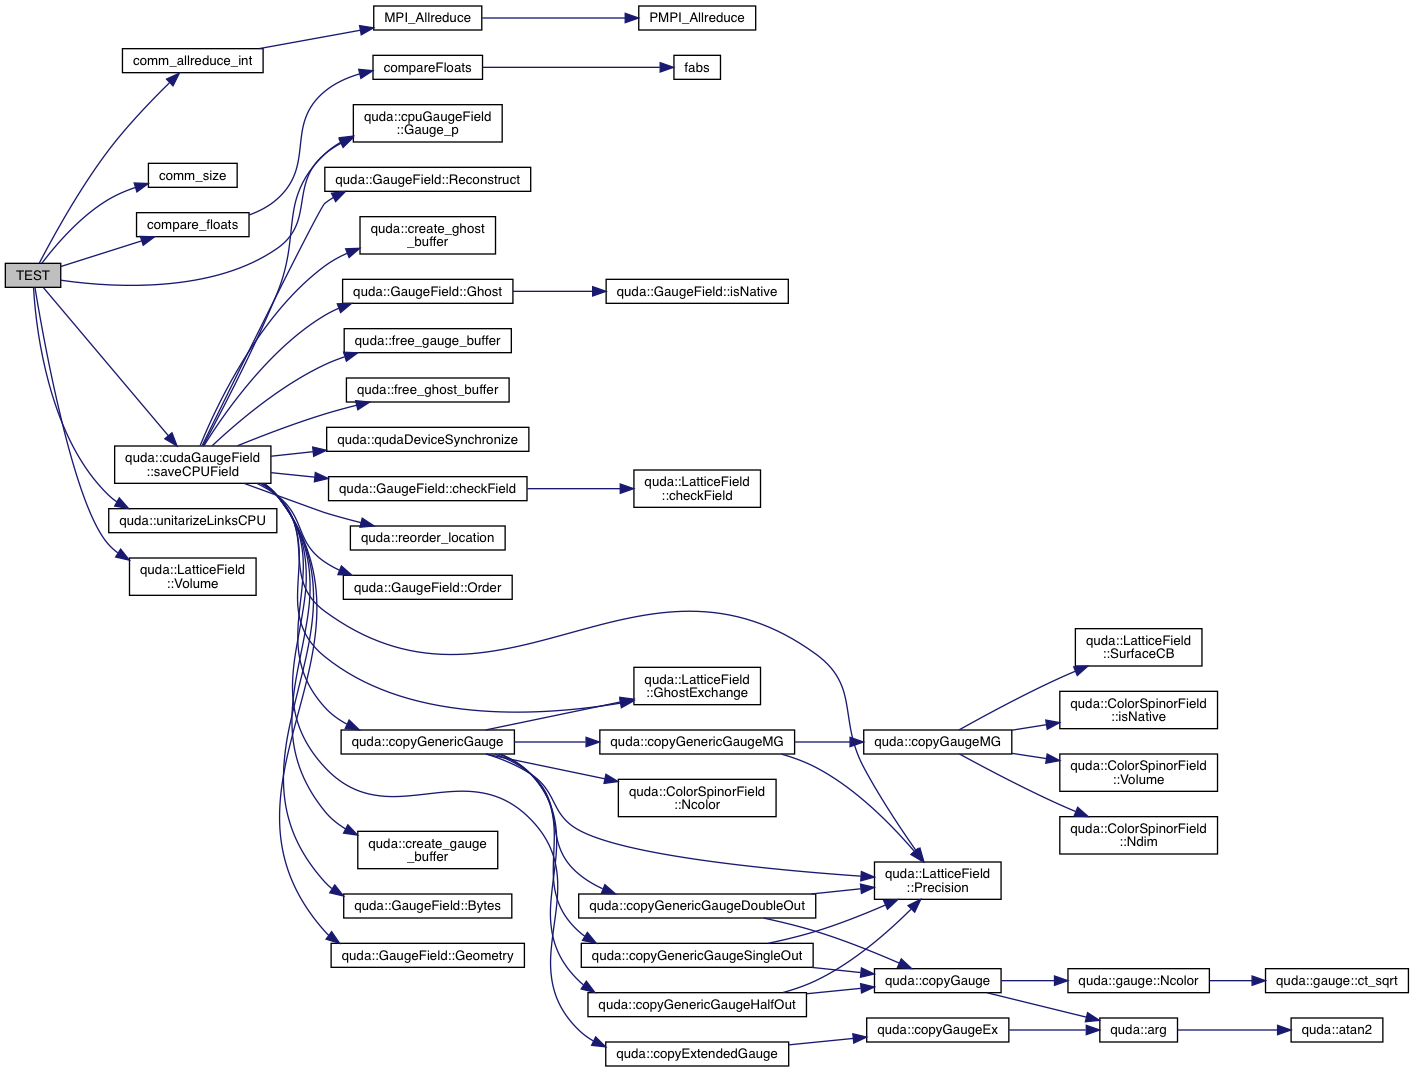 TEST
comm_allreduce_int
MPI_Allreduce
PMPI_Allreduce
comm_size
compare_floats
compareFloats
fabs
quda::cpuGaugeField
::Gauge_p
quda::GaugeField::Reconstruct
quda::create_ghost
_buffer
quda::GaugeField::Ghost
quda::GaugeField::isNative
quda::free_gauge_buffer
quda::free_ghost_buffer
quda::qudaDeviceSynchronize
quda::cudaGaugeField
::saveCPUField
quda::GaugeField::checkField
quda::LatticeField
::checkField
quda::unitarizeLinksCPU
quda::reorder_location
quda::LatticeField
::Volume
quda::GaugeField::Order
quda::LatticeField
::GhostExchange
quda::copyGenericGauge
quda::copyGenericGaugeMG
quda::copyGaugeMG
quda::LatticeField
::SurfaceCB
quda::ColorSpinorField
::isNative
quda::ColorSpinorField
::Volume
quda::ColorSpinorField
::Ndim
quda::ColorSpinorField
::Ncolor
quda::create_gauge
_buffer
quda::LatticeField
::Precision
quda::GaugeField::Bytes
quda::copyGenericGaugeDoubleOut
quda::GaugeField::Geometry
quda::copyGenericGaugeSingleOut
quda::copyGenericGaugeHalfOut
quda::copyGauge
quda::gauge::Ncolor
quda::gauge::ct_sqrt
quda::copyExtendedGauge
quda::copyGaugeEx
quda::arg
quda::atan2